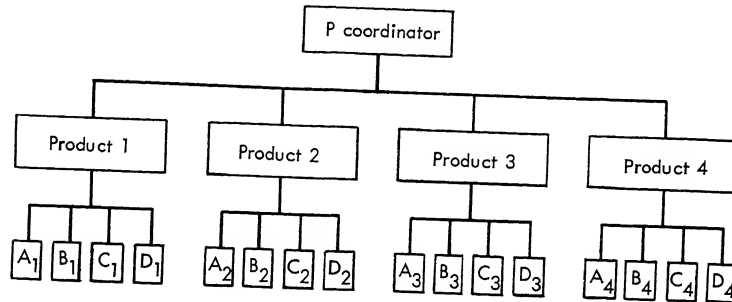 P coordinator
Product 1
Product 2
Product 3
Product 4
A1 B1 C1 D1
A2 B2 C2 D2
A3 B3 C3 D3
A4 B4 C4 D4